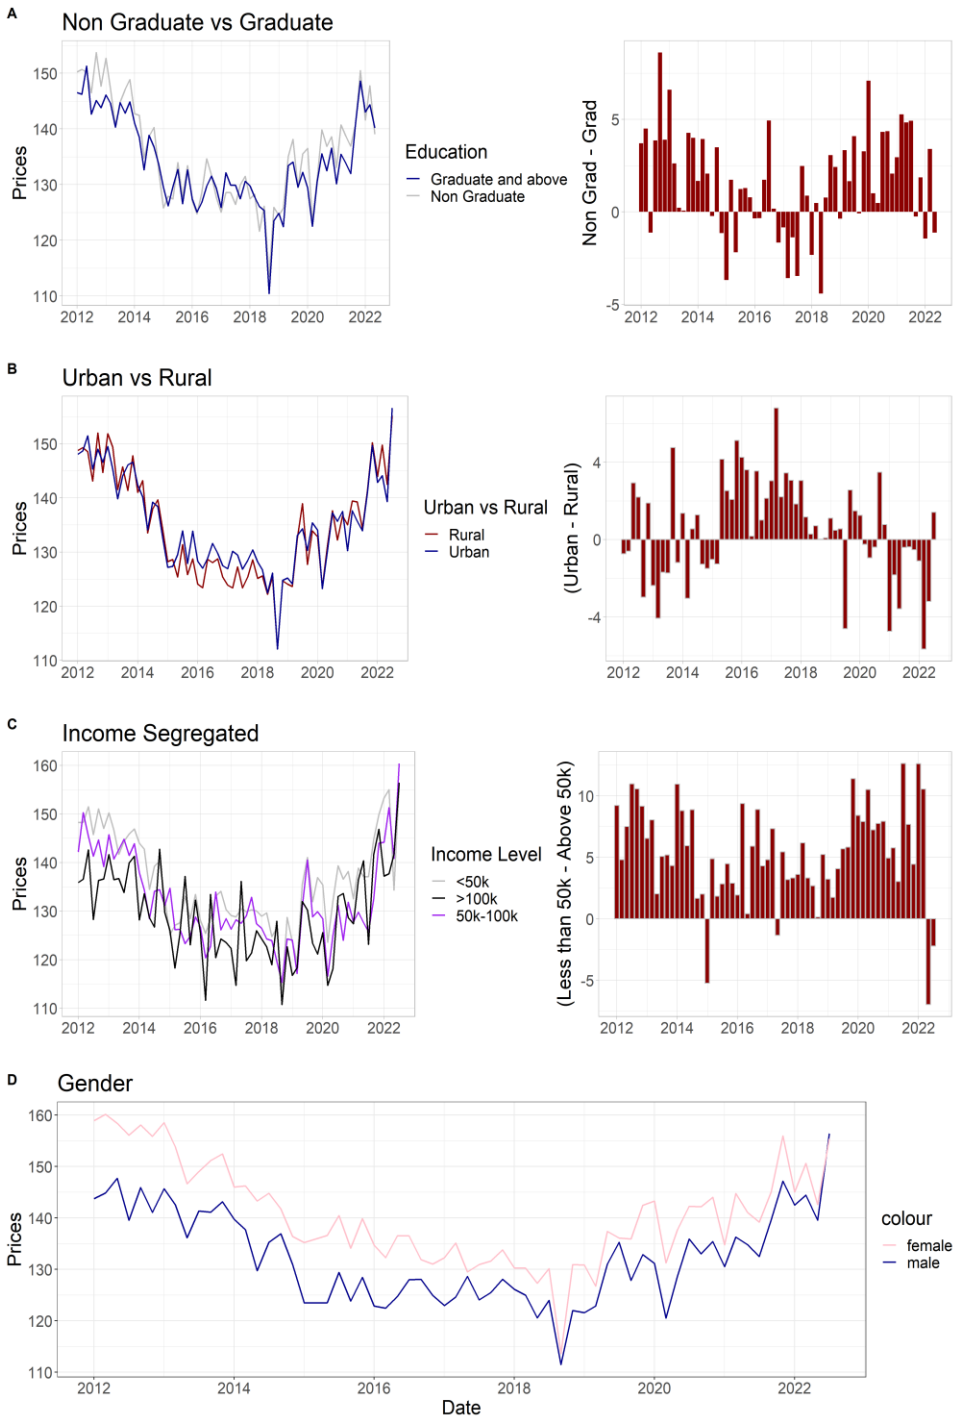 A
Non Graduate vs Graduate
Prices
150
140
130
120
110
2012 2014 2016 2018 2020 2022
Education
Graduate and above
Non Graduate
Non Grad - Grad
5
0
-5
2012 2014 2016 2018 2020 2022
B
Urban vs Rural
Prices
150
140
130
120
110
2012 2014 2016 2018 2020 2022
Urban vs Rural
Rural
Urban
(Urban - Rural)
4
0
-4
2012 2014 2016 2018 2020 2022
C
Income Segregated
Prices
160
150
140
130
120
110
2012 2014 2016 2018 2020 2022
Income Level
<50k
>100k
50k-100k
(Less than 50k - Above 50k)
10
5
0
-5
2012 2014 2016 2018 2020 2022
D
Gender
Prices
160
150
140
130
120
110
2012 2014 2016 2018 2020 2022
Date
colour
female
male